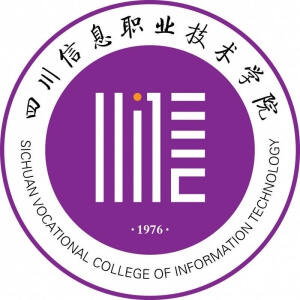 四川信息职业技术学院
·1976·
SICHUAN VOCATIONAL COLLEGE OF INFORMATION TECHNOLOGY